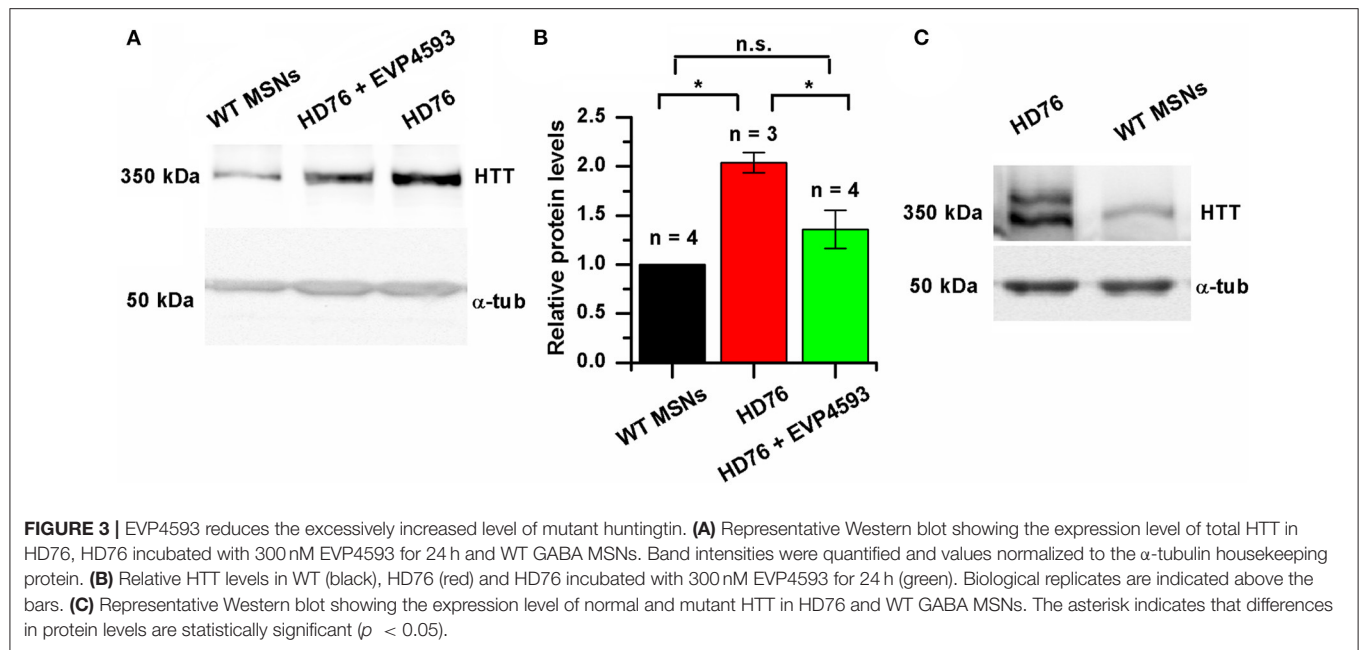 A
WT MSNs
HD76 + EVP4593
HD76
350 kDa
HTT
50 kDa
α-tub
B
n.s.
*
*
Relative protein levels
2.5
2.0
1.5
1.0
0.5
0.0
n = 4
n = 3
n = 4
WT MSNs
HD76
HD76 + EVP4593
C
HD76
WT MSNs
350 kDa
HTT
50 kDa
α-tub
FIGURE 3 | EVP4593 reduces the excessively increased level of mutant huntingtin. (A) Representative Western blot showing the expression level of total HTT in
HD76, HD76 incubated with 300 nM EVP4593 for 24 h and WT GABA MSNs. Band intensities were quantified and values normalized to the α-tubulin housekeeping
protein. (B) Relative HTT levels in WT (black), HD76 (red) and HD76 incubated with 300 nM EVP4593 for 24 h (green). Biological replicates are indicated above the
bars. (C) Representative Western blot showing the expression level of normal and mutant HTT in HD76 and WT GABA MSNs. The asterisk indicates that differences
in protein levels are statistically significant (p < 0.05).